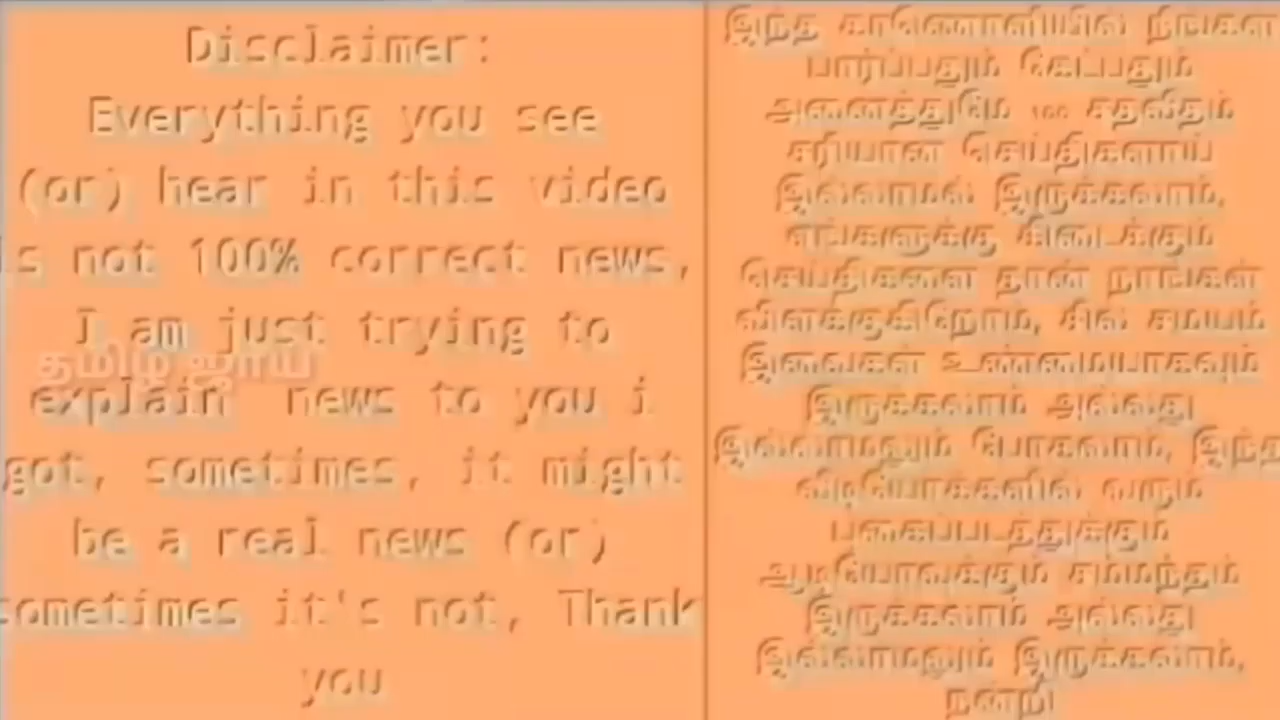 Disclaimer:
Everything you see
(or) hear in this video
is not 100% correct news,
I am just trying to
explain news to you i
got, sometimes, it might
be a real news (or)
sometimes it's not, Thank
you
தமிழ் ஜாய்
இந்த காணொளியில் நீங்கள்
பார்ப்பதும் கேட்பதும்
அனைத்துமே 100 சதவீதம்
சரியான செய்திகளாய்
இல்லாமல் இருக்கலாம்,
எங்களுக்கு கிடைக்கும்
செய்திகளை தான் நாங்கள்
விளக்குகிறோம், சில சமயம்
இவைகள் உண்மையாகவும்
இருக்கலாம் அல்லது
இல்லாமலும் போகலாம், இந்த
வீடியோக்களில் வரும்
புகைப்படத்துக்கும்
ஆடியோவுக்கும் சம்மந்தம்
இருக்கலாம் அல்லது
இல்லாமலும் இருக்கலாம்,
நன்றி